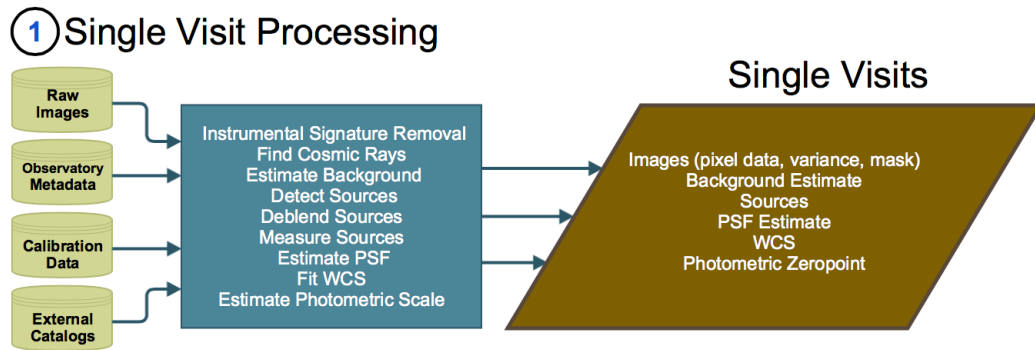 1 Single Visit Processing
Raw
Images
Observatory
Metadata
Calibration
Data
External
Catalogs
Instrumental Signature Removal
Find Cosmic Rays
Estimate Background
Detect Sources
Deblend Sources
Measure Sources
Estimate PSF
Fit WCS
Estimate Photometric Scale
Single Visits
Images (pixel data, variance, mask)
Background Estimate
Sources
PSF Estimate
WCS
Photometric Zeropoint